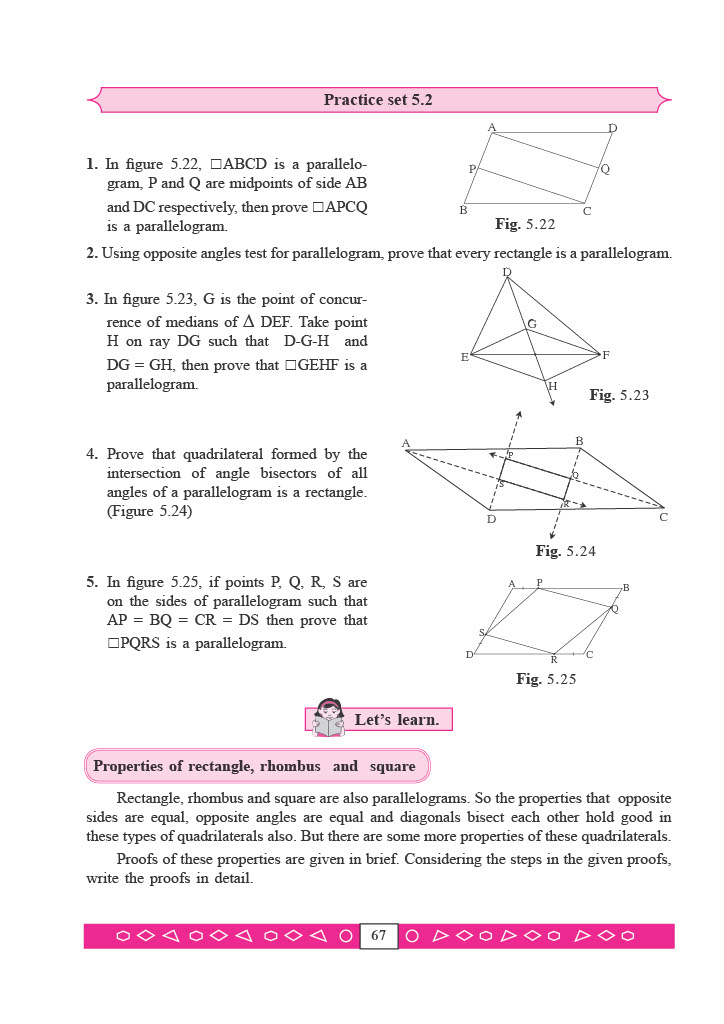 Practice set 5.2
1. In figure 5.22, □ABCD is a parallelo-
gram, P and Q are midpoints of side AB
and DC respectively, then prove □APCQ
is a parallelogram.
A
D
P
Q
B
C
Fig. 5.22
2. Using opposite angles test for parallelogram, prove that every rectangle is a parallelogram.
3. In figure 5.23, G is the point of concur-
rence of medians of Δ DEF. Take point
H on ray DG such that D-G-H and
DG = GH, then prove that □GEHF is a
parallelogram.
D
G
E
F
H
Fig. 5.23
4. Prove that quadrilateral formed by the
intersection of angle bisectors of all
angles of a parallelogram is a rectangle.
(Figure 5.24)
A
B
P
Q
S
R
D
C
Fig. 5.24
5. In figure 5.25, if points P, Q, R, S are
on the sides of parallelogram such that
AP = BQ = CR = DS then prove that
□PQRS is a parallelogram.
A
P
B
Q
S
D
R
C
Fig. 5.25
Let's learn.
Properties of rectangle, rhombus and square
Rectangle, rhombus and square are also parallelograms. So the properties that opposite
sides are equal, opposite angles are equal and diagonals bisect each other hold good in
these types of quadrilaterals also. But there are some more properties of these quadrilaterals.
Proofs of these properties are given in brief. Considering the steps in the given proofs,
write the proofs in detail.
67